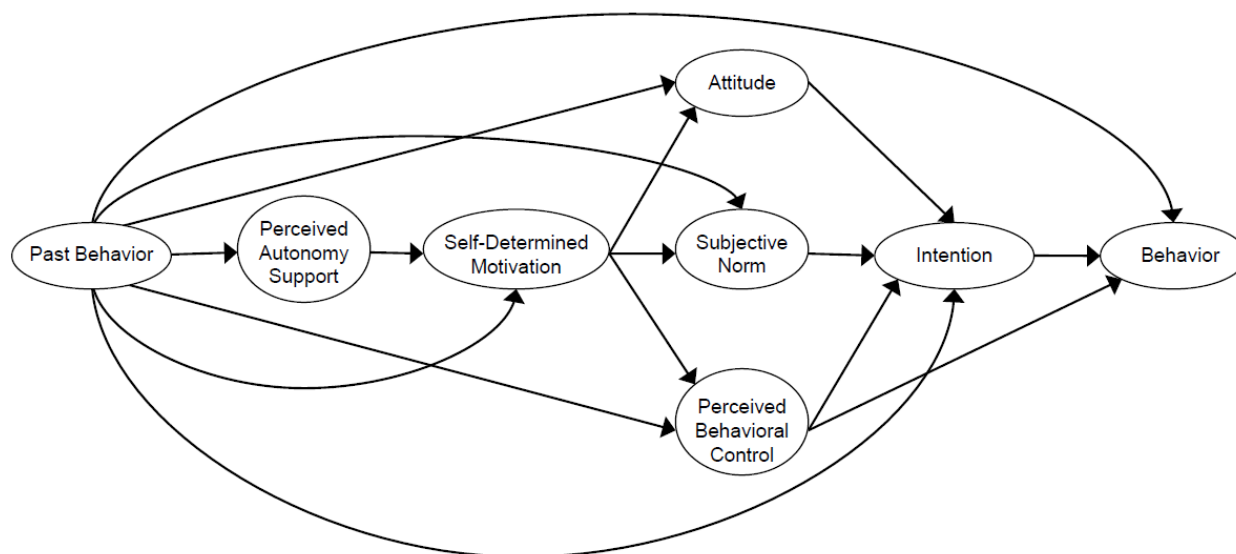 Attitude
Past Behavior
Perceived
Autonomy
Support
Self-Determined
Motivation
Subjective
Norm
Intention
Behavior
Perceived
Behavioral
Control